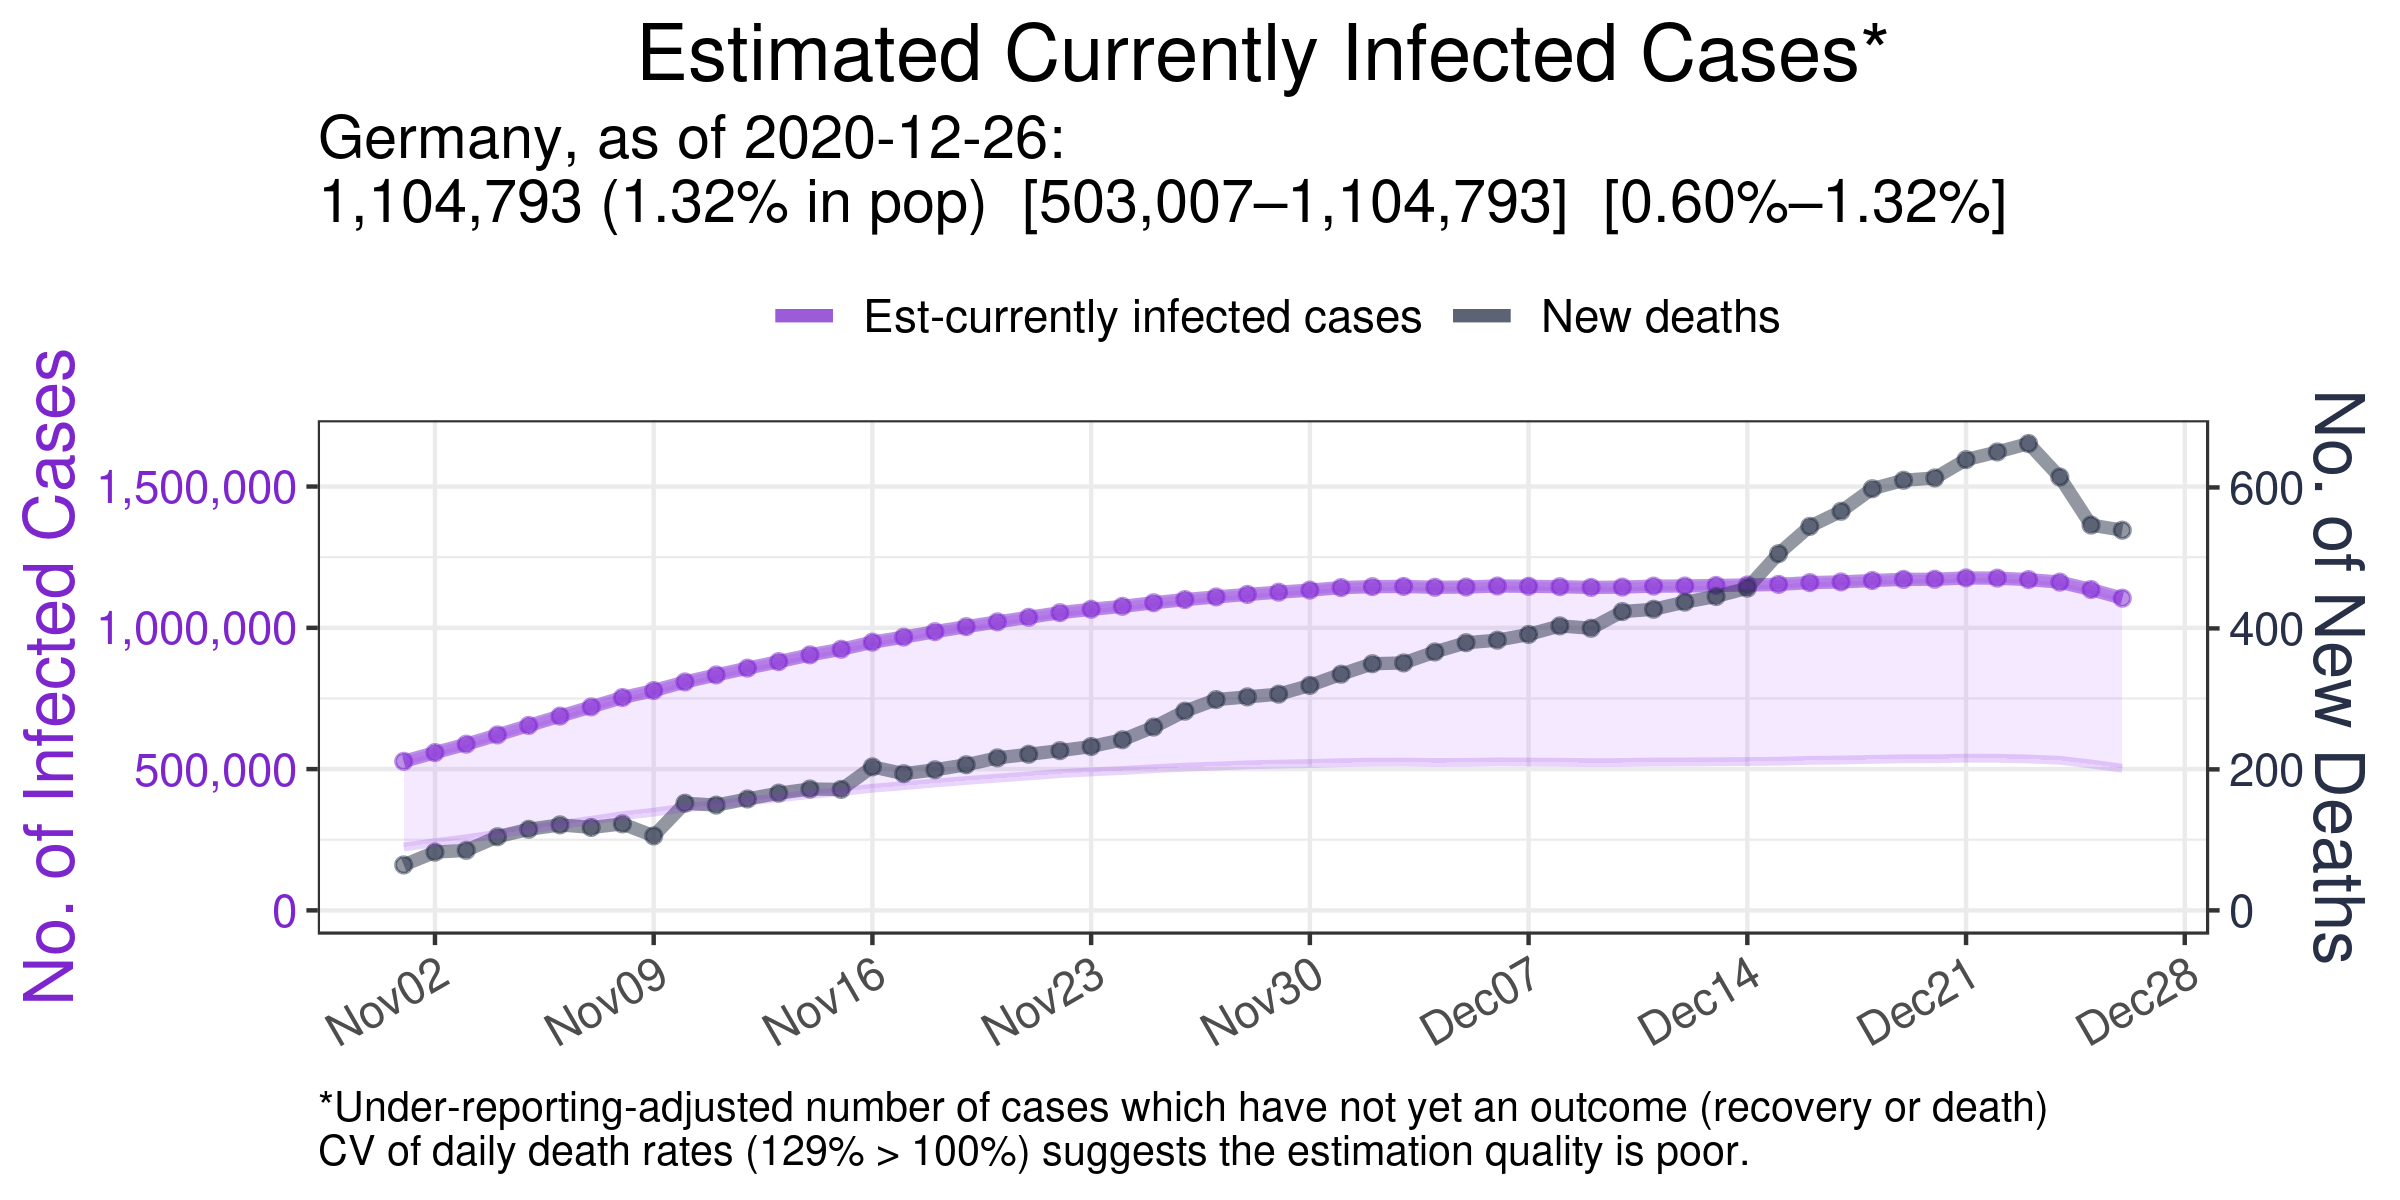 Estimated Currently Infected Cases*
Germany, as of 2020-12-26:
1,104,793 (1.32% in pop) [503,007–1,104,793] [0.60%–1.32%]
Est-currently infected cases
New deaths
No. of Infected Cases
1,500,000
1,000,000
500,000
0
600
400
200
0
No. of New Deaths
Nov02
Nov09
Nov16
Nov23
Nov30
Dec07
Dec14
Dec21
Dec28
*Under-reporting-adjusted number of cases which have not yet an outcome (recovery or death)
CV of daily death rates (129% > 100%) suggests the estimation quality is poor.